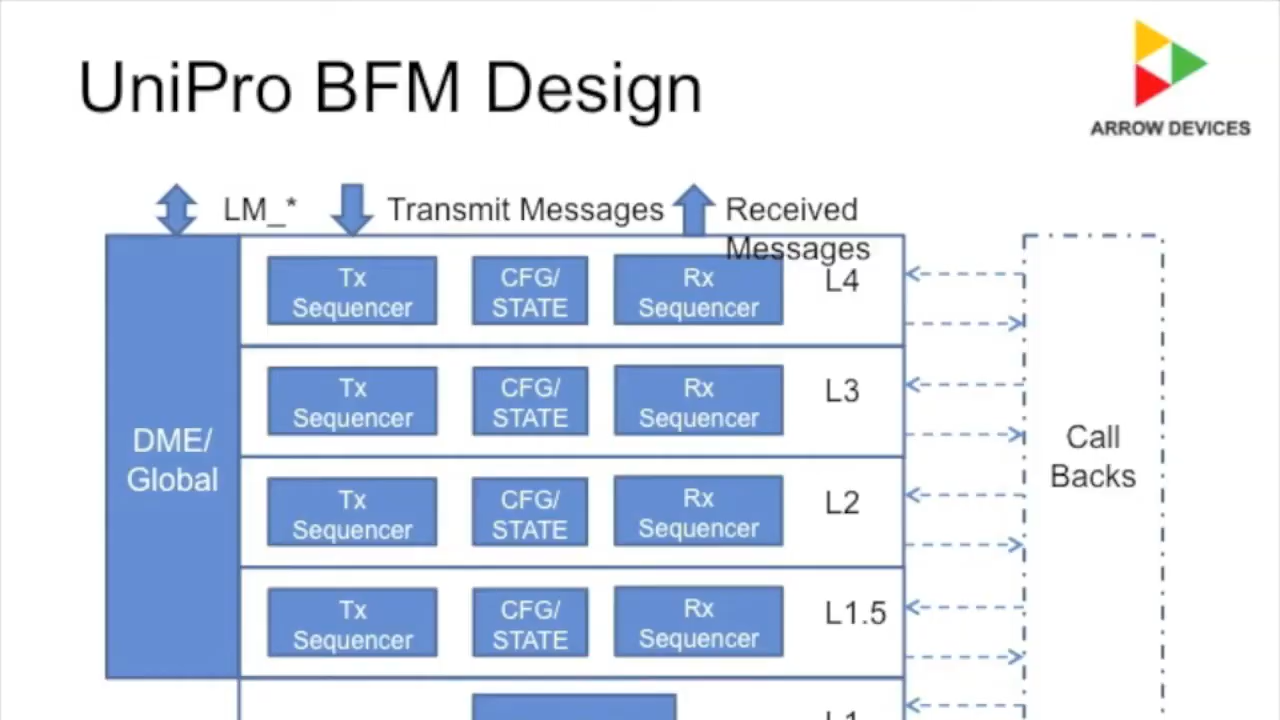 UniPro BFM Design
ARROW DEVICES
LM_*
Transmit Messages
Received
Messages
Tx
Sequencer
CFG/
STATE
Rx
Sequencer
L4
Tx
Sequencer
CFG/
STATE
Rx
Sequencer
L3
DME/
Global
Call
Backs
Tx
Sequencer
CFG/
STATE
Rx
Sequencer
L2
Tx
Sequencer
CFG/
STATE
Rx
Sequencer
L1.5
L1